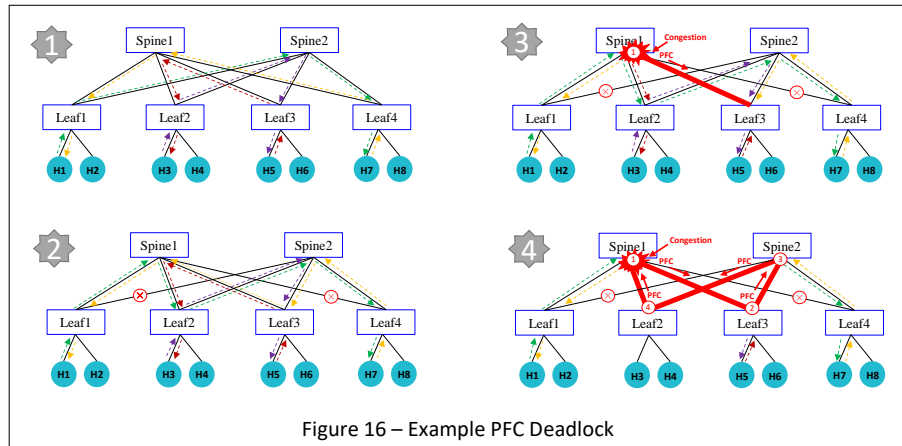 1
Spine1
Spine2
Leaf1
Leaf2
Leaf3
Leaf4
H1
H2
H3
H4
H5
H6
H7
H8
3
Congestion
Spine1
1
PFC
Spine2
Leaf1
Leaf2
Leaf3
Leaf4
H1
H2
H3
H4
H5
H6
H7
H8
2
Spine1
Spine2
Leaf1
Leaf2
Leaf3
Leaf4
H1
H2
H3
H4
H5
H6
H7
H8
4
Congestion
Spine1
Spine2
1
PFC
PFC
3
PFC
PFC
4
2
Leaf1
Leaf2
Leaf3
Leaf4
H1
H2
H3
H4
H5
H6
H7
H8
Figure 16 – Example PFC Deadlock